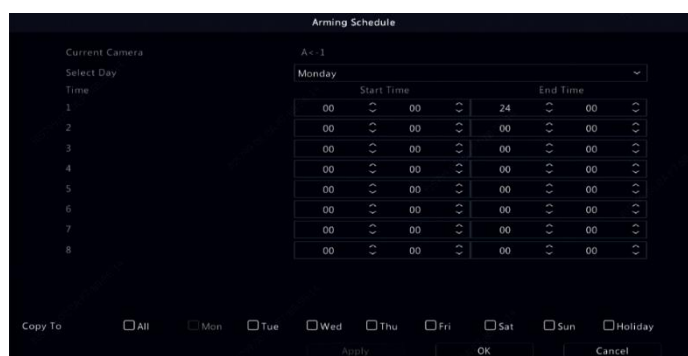 Arming Schedule
Current Camera A<-1
Select Day Monday
Time Start Time End Time
1 00 00 24 00
2 00 00 00 00
3 00 00 00 00
4 00 00 00 00
5 00 00 00 00
6 00 00 00 00
7 00 00 00 00
8 00 00 00 00
Copy To All Mon Tue Wed Thu Fri Sat Sun Holiday
Apply OK Cancel